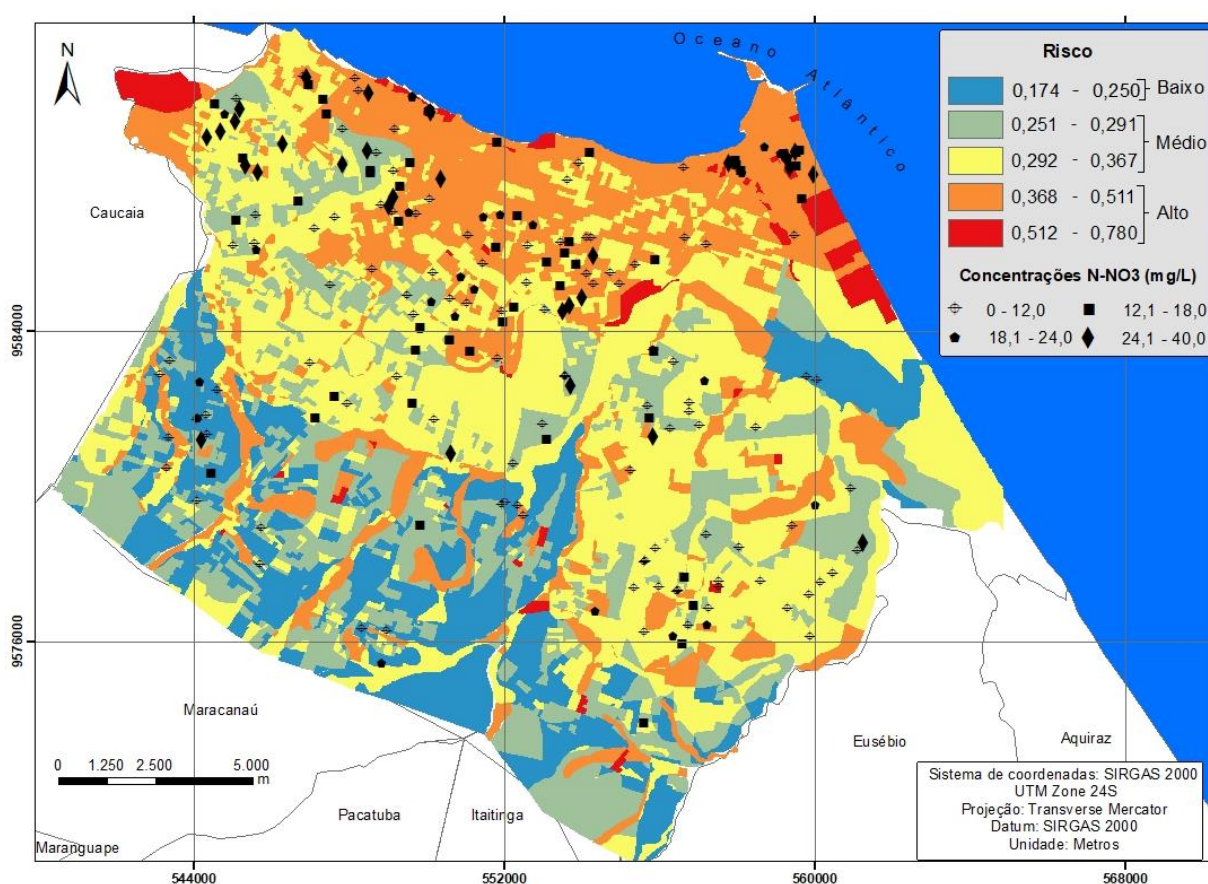 N
Oceano Atlântico
Risco
0,174 - 0,250 Baixo
0,251 - 0,291 Médio
0,292 - 0,367
0,368 - 0,511 Alto
0,512 - 0,780
Concentrações N-NO3 (mg/L)
0 - 12,0 12,1 - 18,0
18,1 - 24,0 24,1 - 40,0
Caucaia
9584000
9576000
Maracanaú
Eusébio
Aquiraz
0 1.250 2.500 5.000
m
Pacatuba
Itaitinga
Maranguape
Sistema de coordenadas: SIRGAS 2000
UTM Zone 24S
Projeção: Transverse Mercator
Datum: SIRGAS 2000
Unidade: Metros
544000 552000 560000 568000